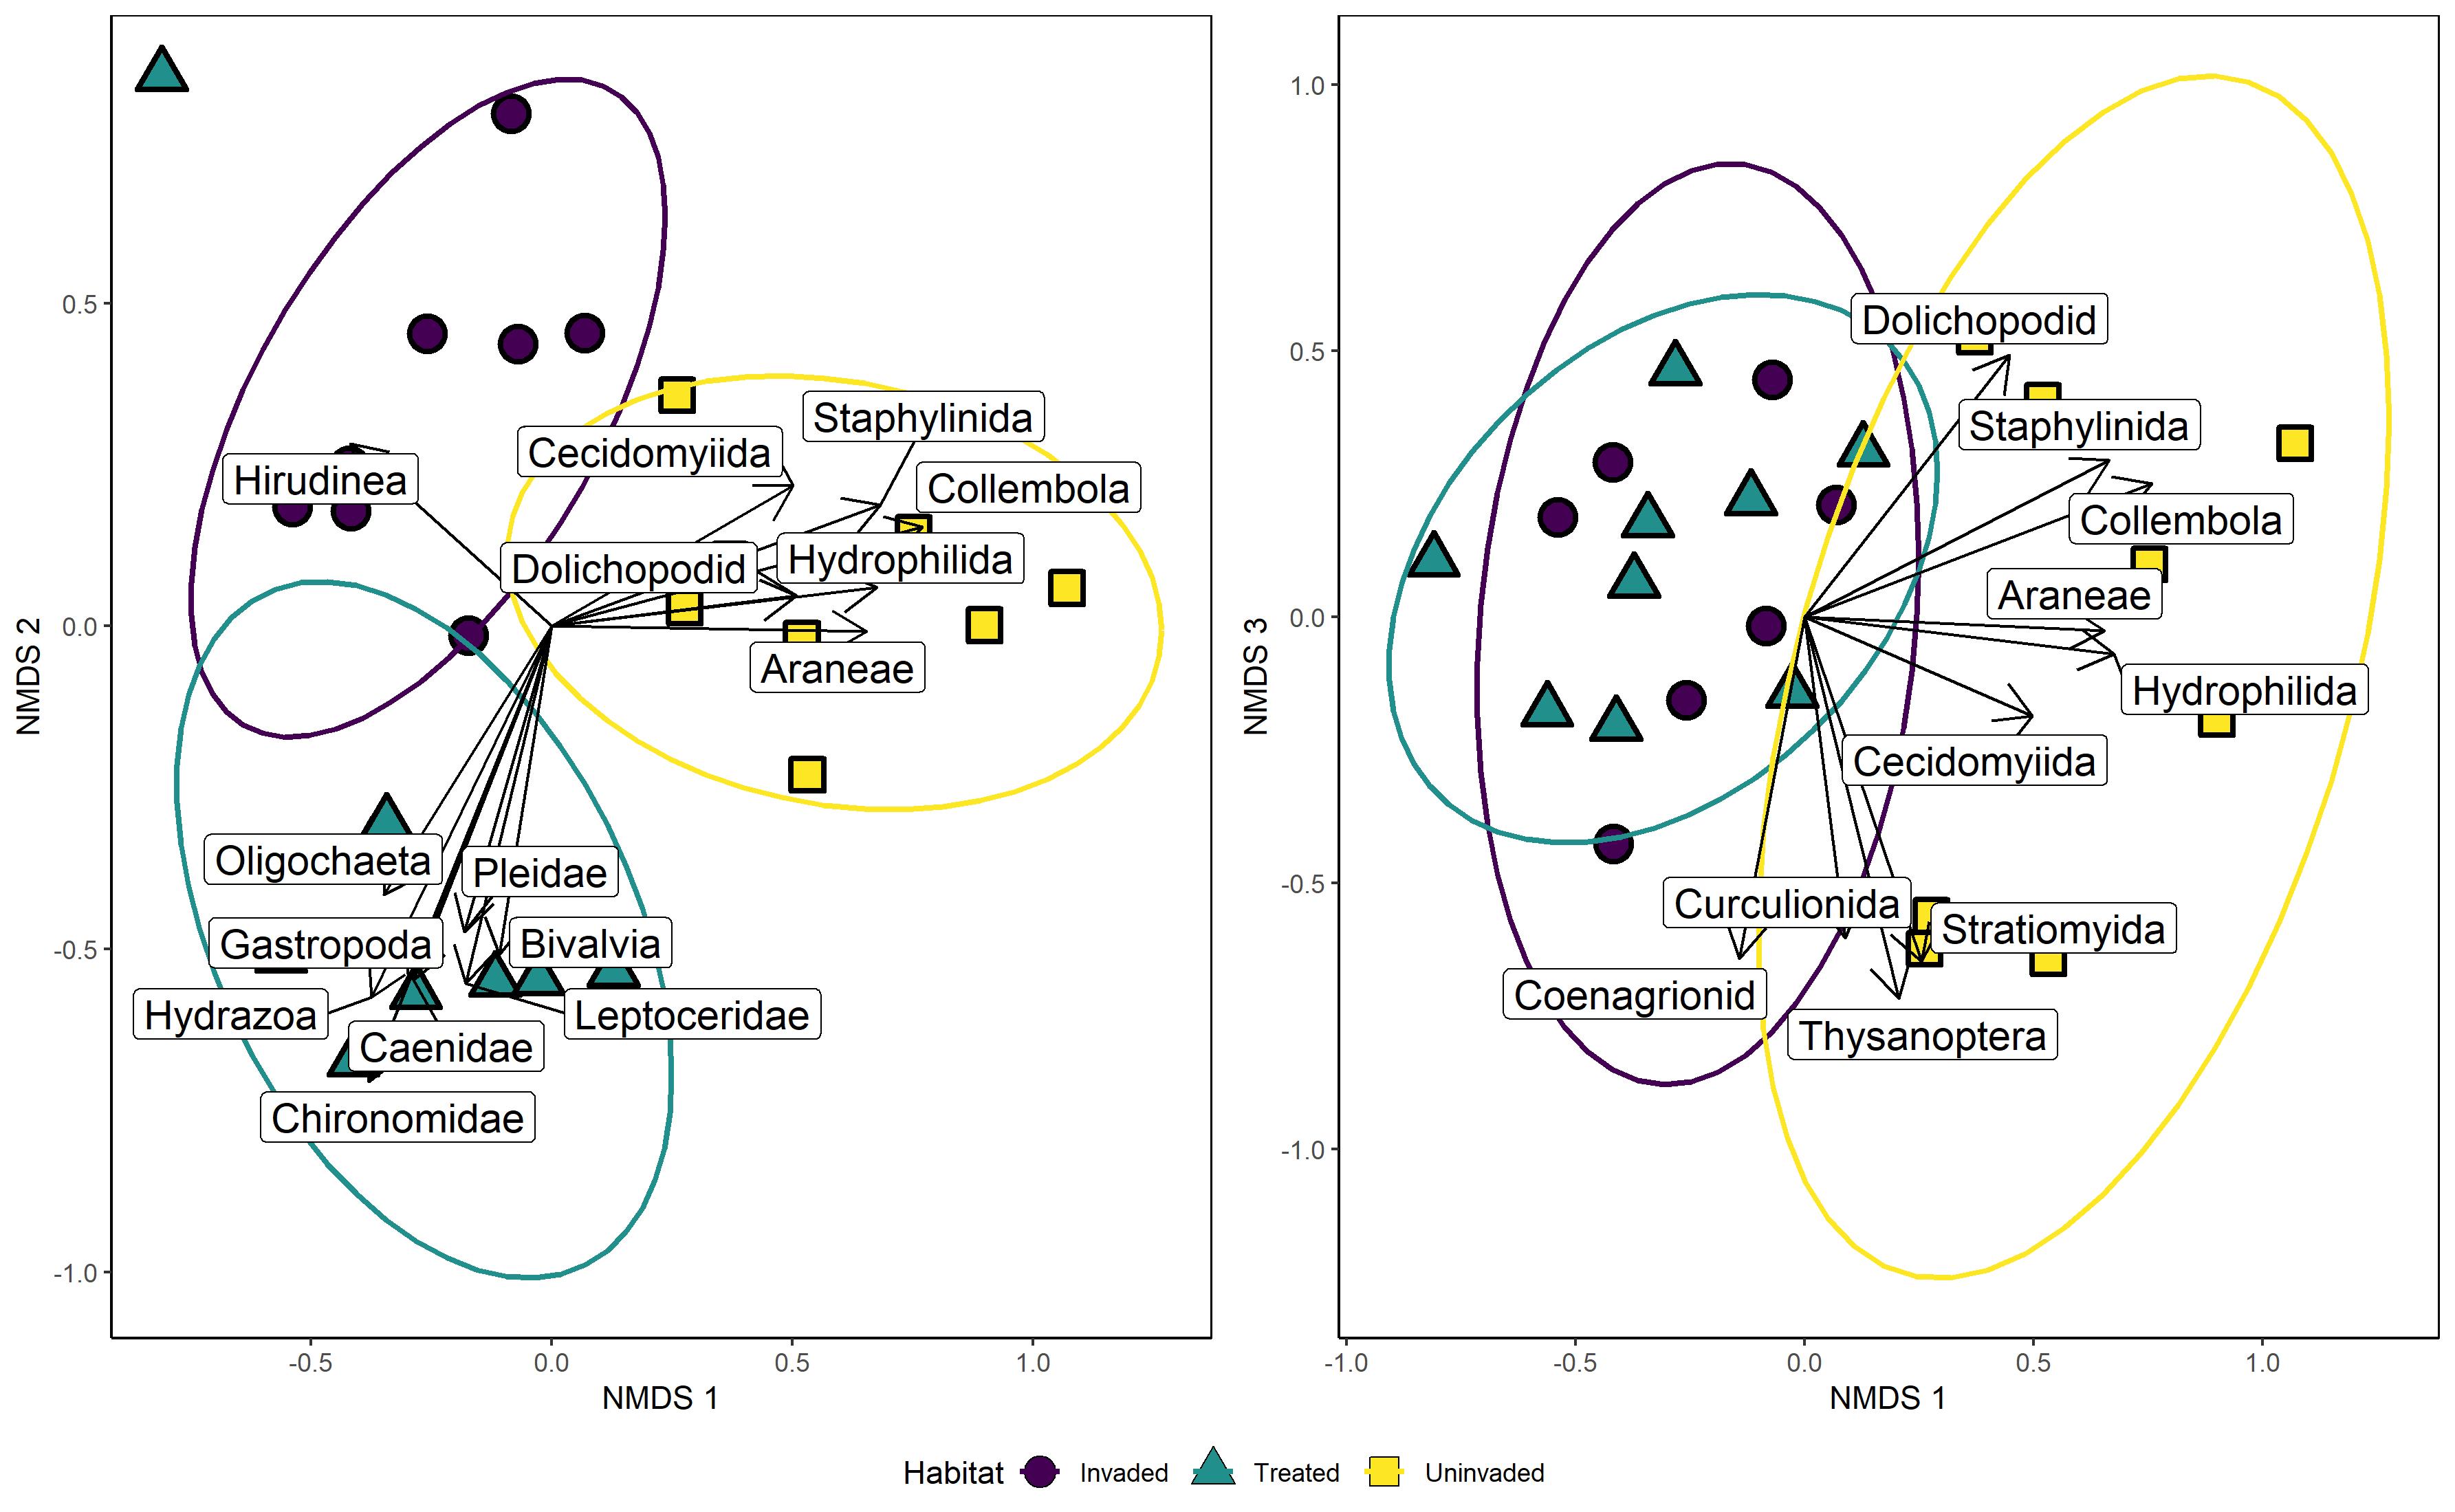 NMDS 2
0.5
0.0
-0.5
-1.0
Staphylinida
Cecidomyiida
Hirudinea
Collembola
Dolichopodid
Hydrophilida
Araneae
Oligochaeta
Pleidae
Gastropoda
Bivalvia
Hydrazoa
Leptoceridae
Caenidae
Chironomidae
-0.5
0.0
0.5
1.0
NMDS 1
NMDS 3
1.0
0.5
0.0
-0.5
-1.0
Dolichopodid
Staphylinida
Collembola
Araneae
Hydrophilida
Cecidomyiida
Curculionida
Stratiomyida
Coenagrionid
Thysanoptera
-1.0
-0.5
0.0
0.5
1.0
NMDS 1
Habitat Invaded Treated Uninvaded